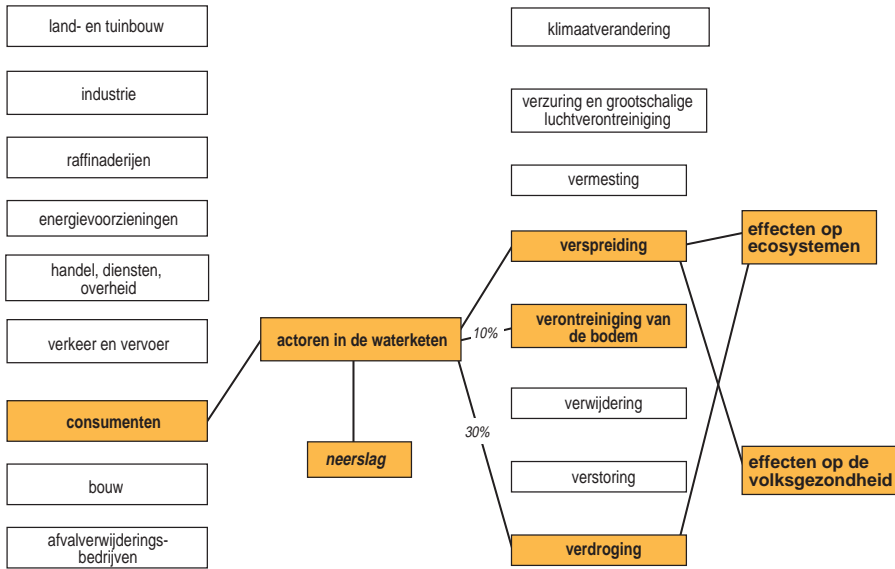 land- en tuinbouw
industrie
raffinaderijen
energievoorzieningen
handel, diensten,
overheid
verkeer en vervoer
consumenten
bouw
afvalverwijderings-
bedrijven
actoren in de waterketen
neerslag
10%
30%
klimaatverandering
verzuring en grootschalige
luchtverontreiniging
vermesting
verspreiding
verontreiniging van
de bodem
verwijdering
verstoring
verdroging
effecten op
ecosystemen
effecten op de
volksgezondheid